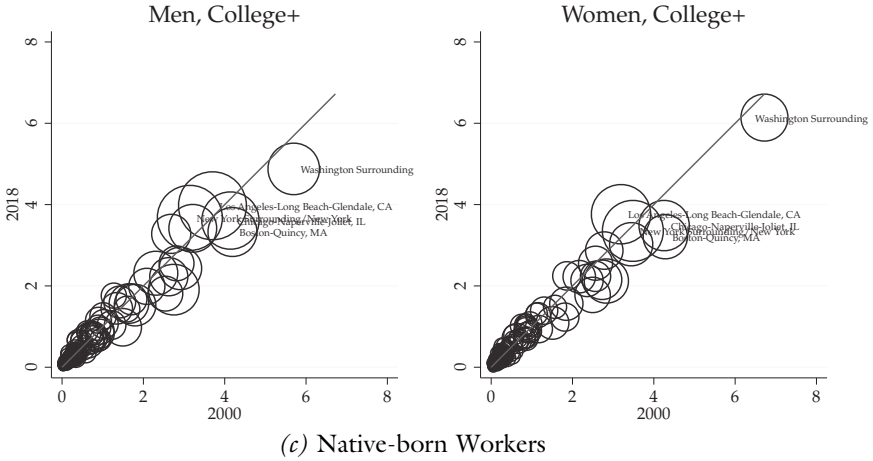 Men, College+
Women, College+
8
6
4
2
0
2018
Washington Surrounding
Los Angeles-Long Beach-Glendale, CA
New York Surrounding/New York
Chicago-Naperville-Joliet, IL
Boston-Quincy, MA
0 2 4 6 8
2000
8
6
4
2
0
2018
Washington Surrounding
Los Angeles-Long Beach-Glendale, CA
Chicago-Naperville-Joliet, IL
New York Surrounding/New York
Boston-Quincy, MA
0 2 4 6 8
2000
(c) Native-born Workers